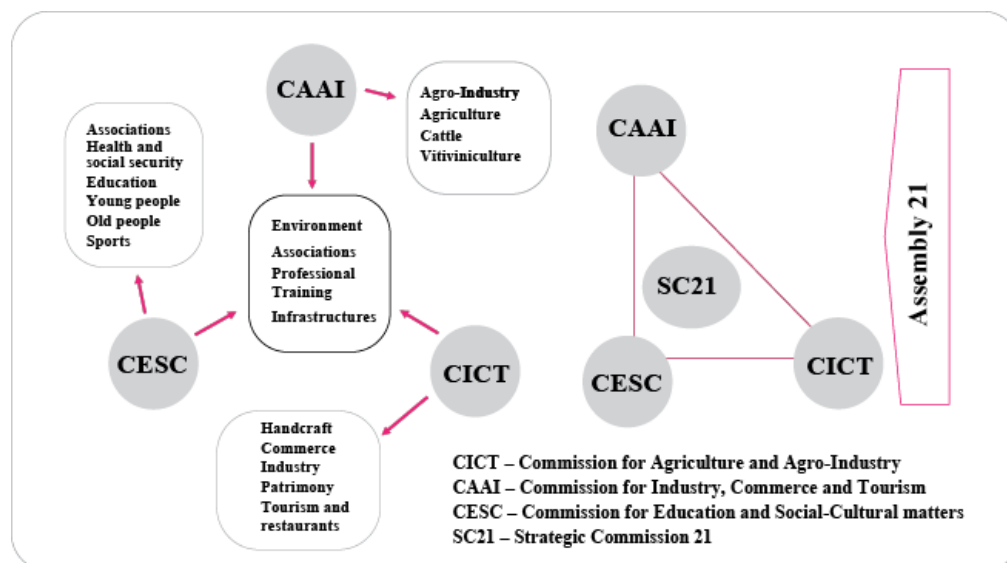 CAAI
Agro-Industry
Agriculture
Cattle
Vitiviniculture
Associations
Health and
social security
Education
Young people
Old people
Sports
Environment
Associations
Professional
Training
Infrastructures
CESC
CICT
Handcraft
Commerce
Industry
Patrimony
Tourism and
restaurants
CAAI
SC21
CESC
CICT
Assembly 21
CICT – Commission for Agriculture and Agro-Industry
CAAI – Commission for Industry, Commerce and Tourism
CESC – Commission for Education and Social-Cultural matters
SC21 – Strategic Commission 21